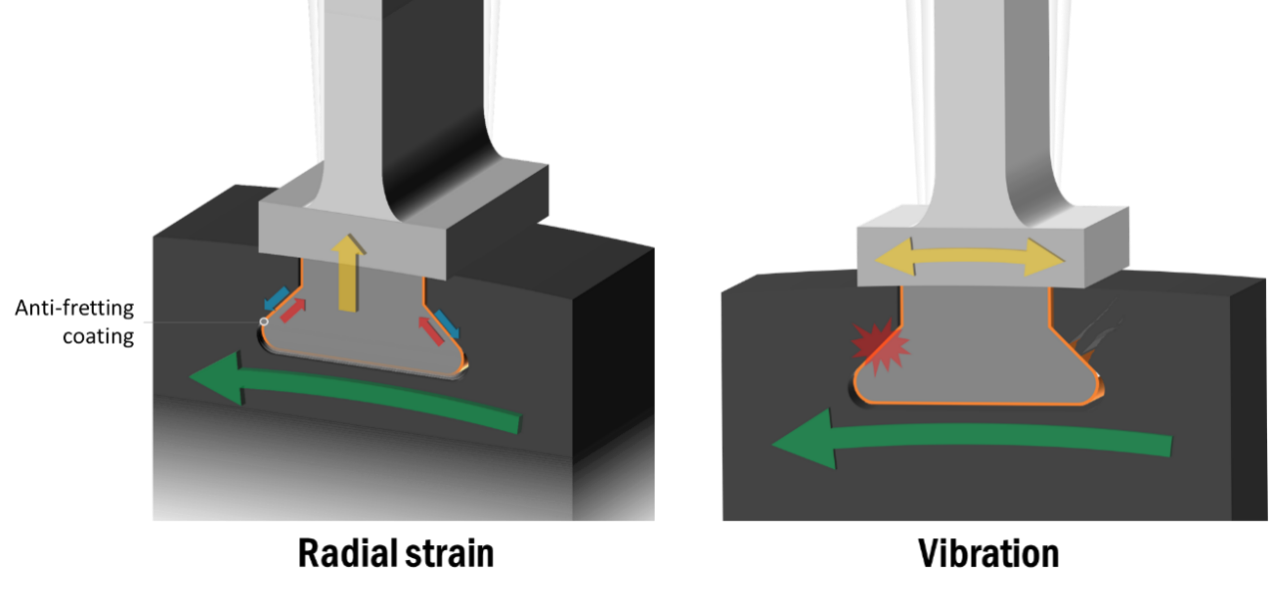 Anti-fretting
coating
Radial strain
Vibration